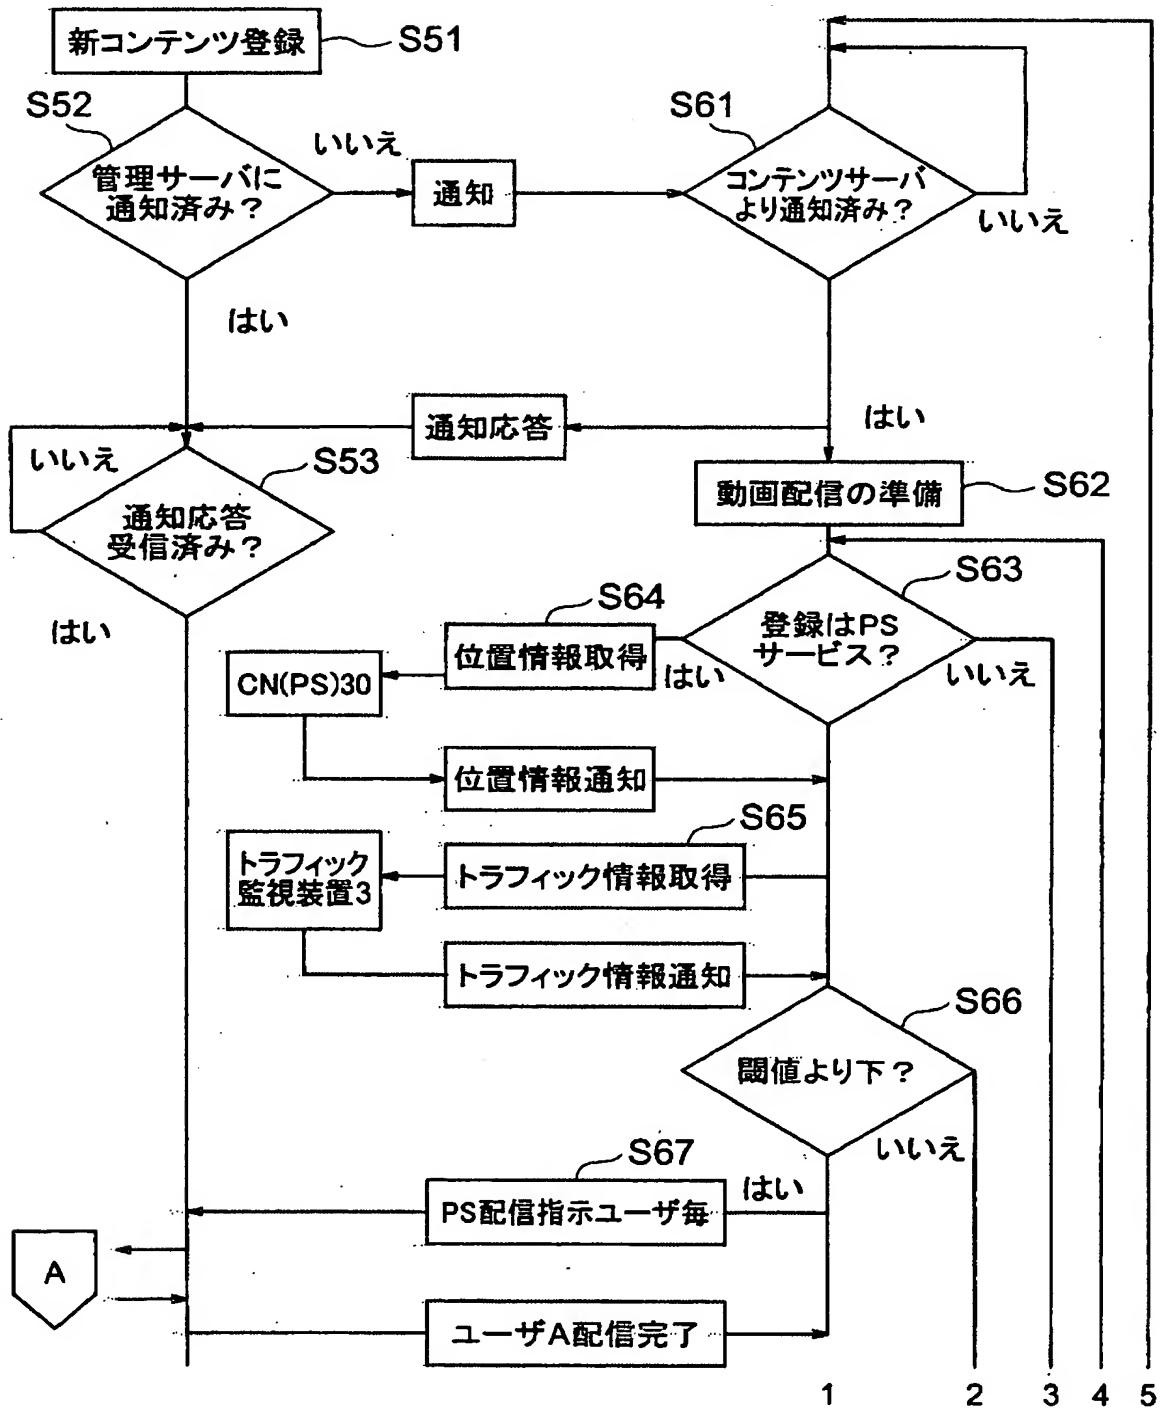 新コンテンツ登録
S51
S52
管理サーバに
通知済み?
いいえ
通知
S61
コンテンツサーバ
より通知済み?
いいえ
はい
はい
通知応答
いいえ
S53
通知応答
受信済み?
はい
動画配信の準備
S62
S63
登録はPS
サービス?
いいえ
はい
S64
位置情報取得
CN(PS)30
位置情報通知
S65
トラフィック
監視装置3
トラフィック情報取得
トラフィック情報通知
S66
閾値より下?
いいえ
はい
S67
PS配信指示ユーザ毎
A
ユーザA配信完了
1
2
3
4
5